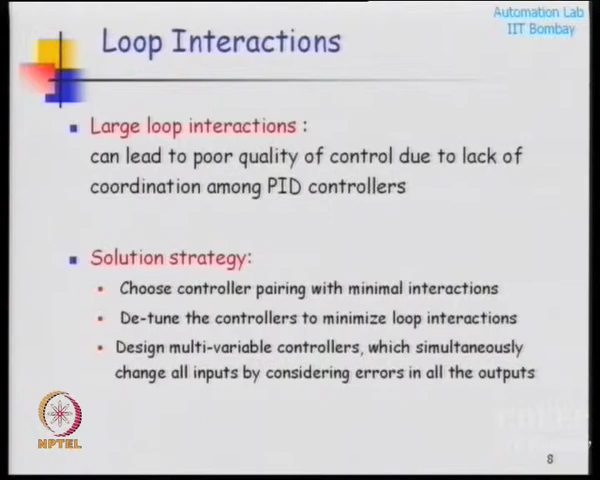 Automation Lab
IIT Bombay
Loop Interactions
Large loop interactions :
can lead to poor quality of control due to lack of
coordination among PID controllers
Solution strategy:
Choose controller pairing with minimal interactions
De-tune the controllers to minimize loop interactions
Design multi-variable controllers, which simultaneously
change all inputs by considering errors in all the outputs
NPTEL
8